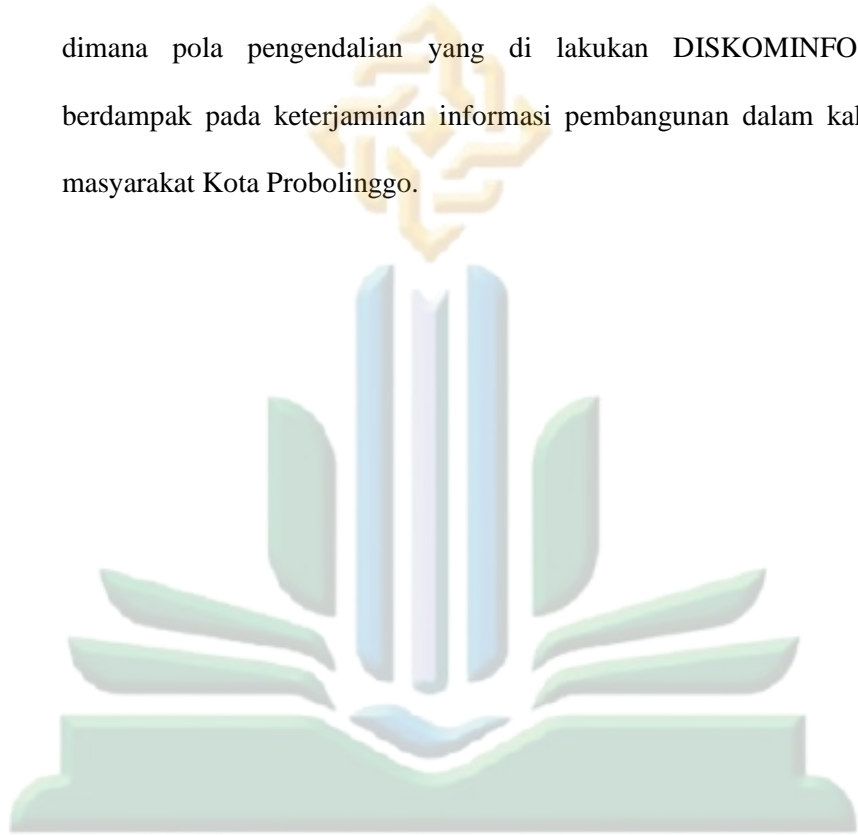 dimana pola pengendalian yang di lakukan DISKOMINFO
berdampak pada keterjaminan informasi pembangunan dalam
masyarakat Kota Probolinggo.